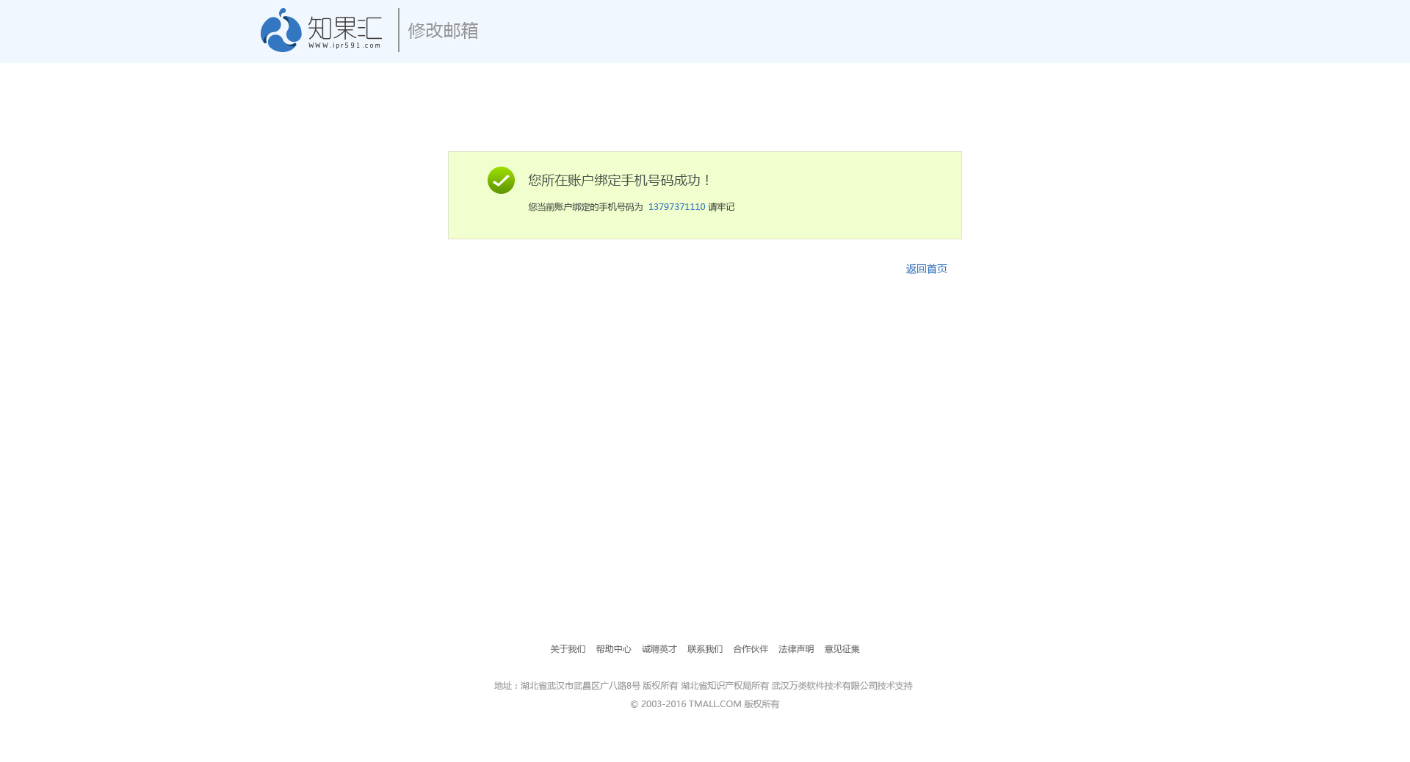 知果汇
www.ipr591.com
修改邮箱
您所在账户绑定手机号码成功！
您当前账户绑定的手机号码为 13797371110 请牢记
返回首页
关于我们 帮助中心 诚聘英才 联系我们 合作伙伴 法律声明 意见征集
地址：湖北省武汉市武昌区广八路8号 版权所有 湖北省知识产权局所有 武汉万类软件技术有限公司技术支持
© 2003-2016 TMALL.COM 版权所有